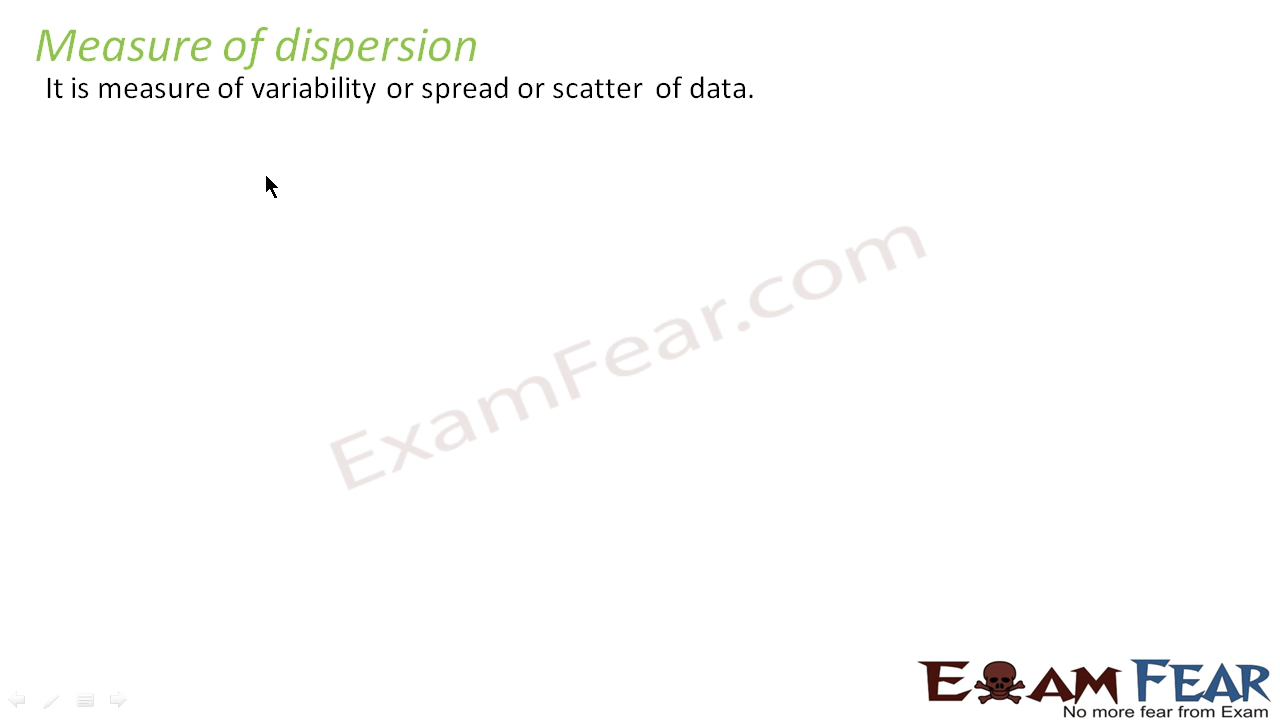 Measure of dispersion
It is measure of variability or spread or scatter of data.
ExamFear.com
EXAM FEAR
No more fear from Exam